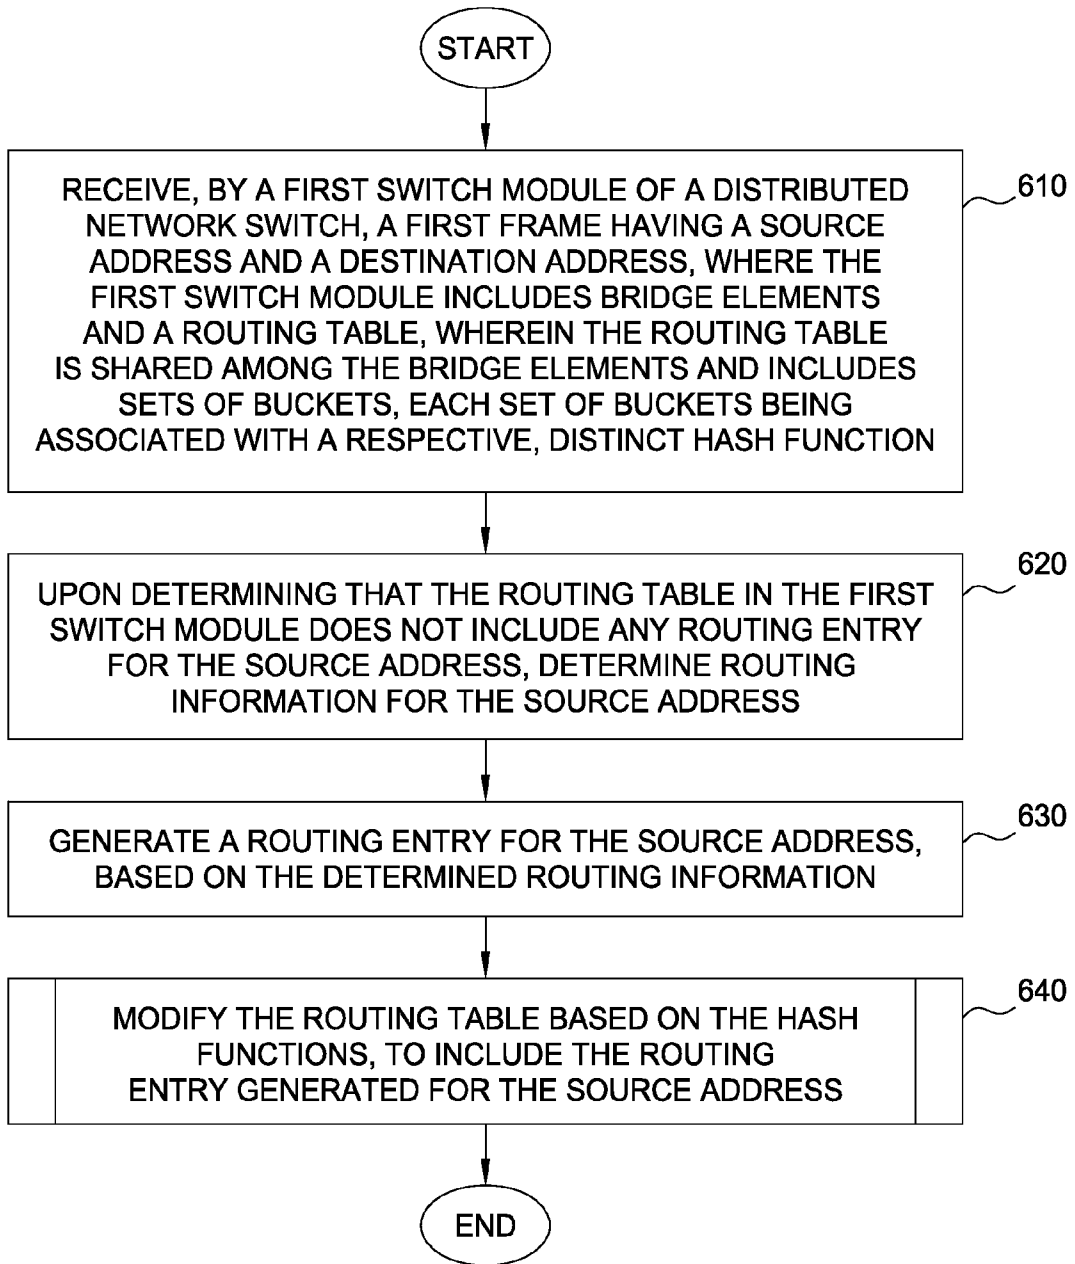 START
RECEIVE, BY A FIRST SWITCH MODULE OF A DISTRIBUTED
NETWORK SWITCH, A FIRST FRAME HAVING A SOURCE
ADDRESS AND A DESTINATION ADDRESS, WHERE THE
FIRST SWITCH MODULE INCLUDES BRIDGE ELEMENTS
AND A ROUTING TABLE, WHEREIN THE ROUTING TABLE
IS SHARED AMONG THE BRIDGE ELEMENTS AND INCLUDES
SETS OF BUCKETS, EACH SET OF BUCKETS BEING
ASSOCIATED WITH A RESPECTIVE, DISTINCT HASH FUNCTION
610
UPON DETERMINING THAT THE ROUTING TABLE IN THE FIRST
SWITCH MODULE DOES NOT INCLUDE ANY ROUTING ENTRY
FOR THE SOURCE ADDRESS, DETERMINE ROUTING
INFORMATION FOR THE SOURCE ADDRESS
620
GENERATE A ROUTING ENTRY FOR THE SOURCE ADDRESS,
BASED ON THE DETERMINED ROUTING INFORMATION
630
MODIFY THE ROUTING TABLE BASED ON THE HASH
FUNCTIONS, TO INCLUDE THE ROUTING
ENTRY GENERATED FOR THE SOURCE ADDRESS
640
END